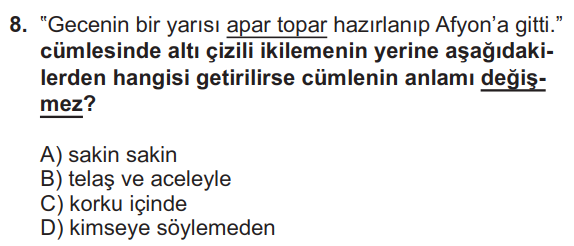 8. "Gecenin bir yarısı apar topar hazırlanıp Afyon’a gitti.”
cümlesinde altı çizili ikilemenin yerine aşağıdaki-
lerden hangisi getirilirse cümlenin anlamı değiş-
mez?
A) sakin sakin
B) telaş ve aceleyle
C) korku içinde
D) kimseye söylemeden